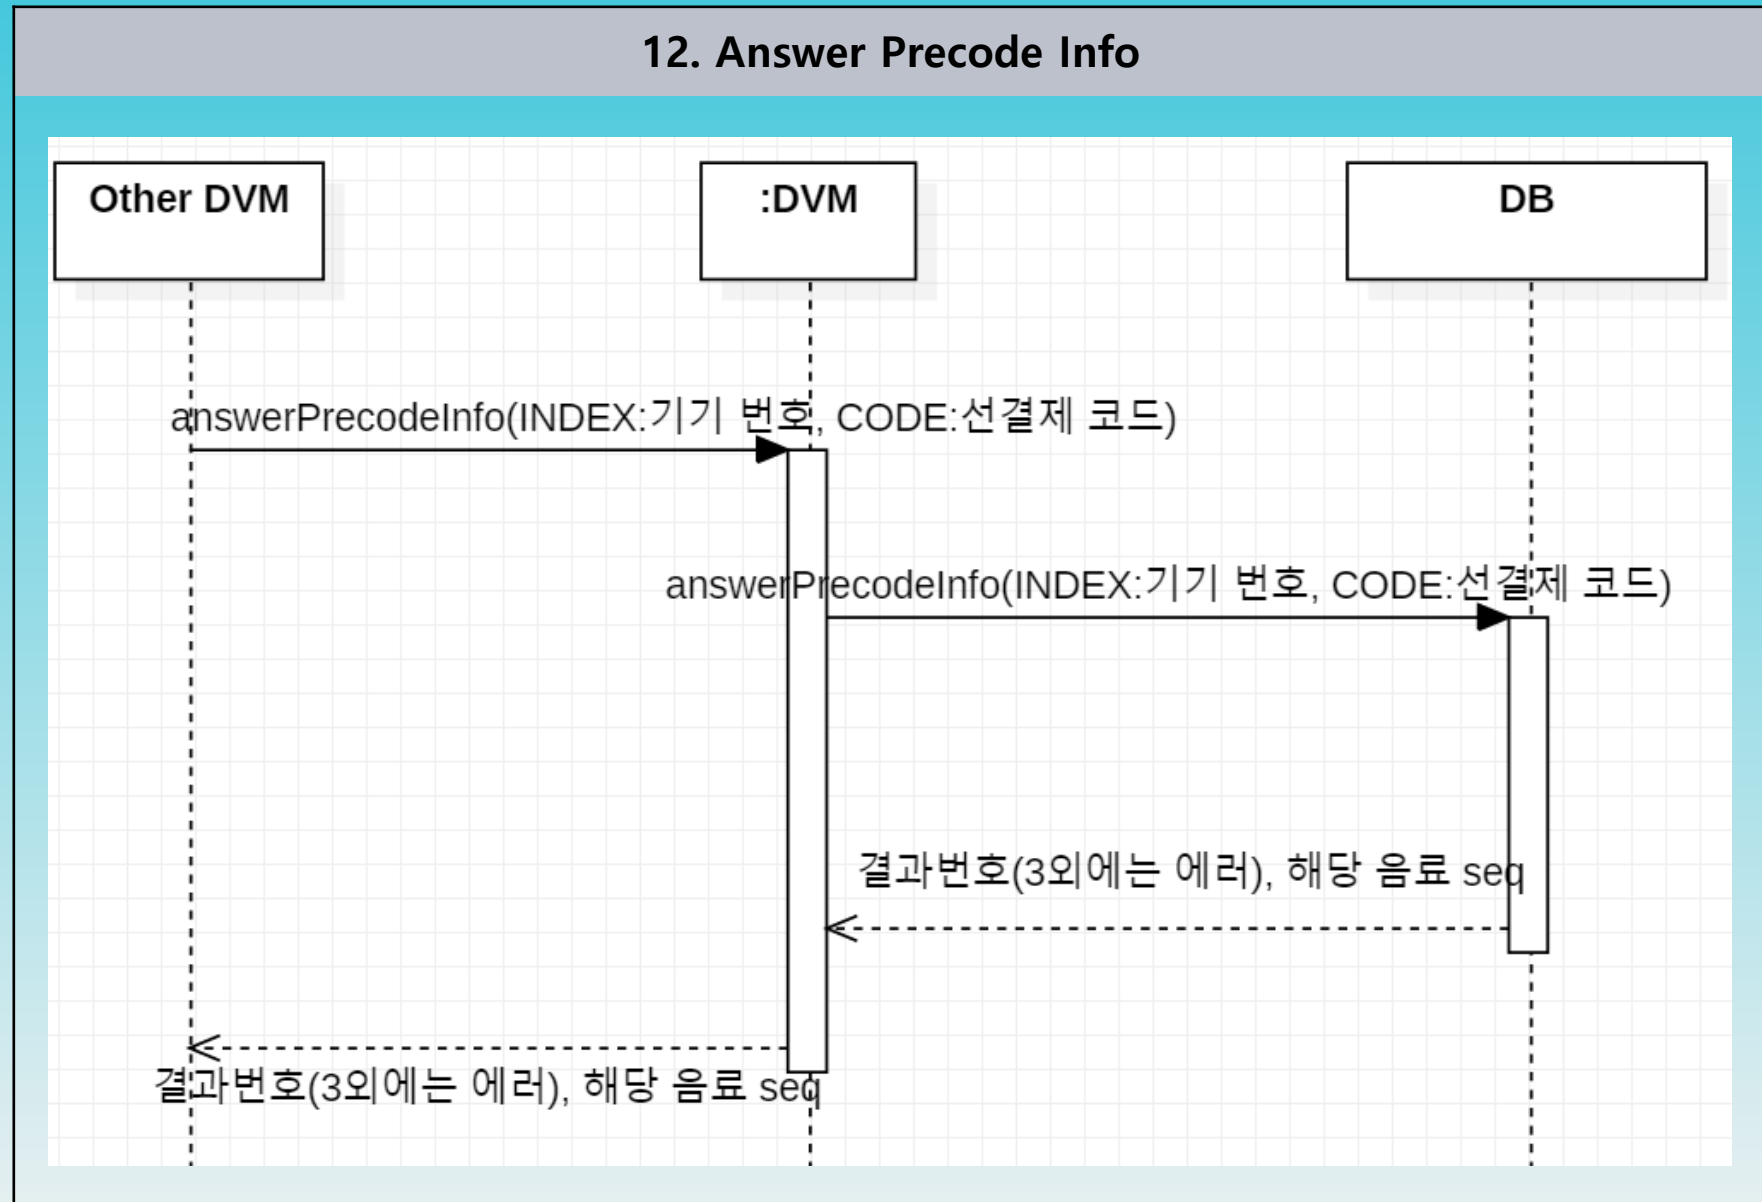 12. Answer Precode Info
Other DVM
:DVM
DB
answerPrecodeInfo(INDEX:기기 번호, CODE:선결제 코드)
answerPrecodeInfo(INDEX:기기 번호, CODE:선결제 코드)
결과번호(3외에는 에러), 해당 음료 seq
결과번호(3외에는 에러), 해당 음료 seq